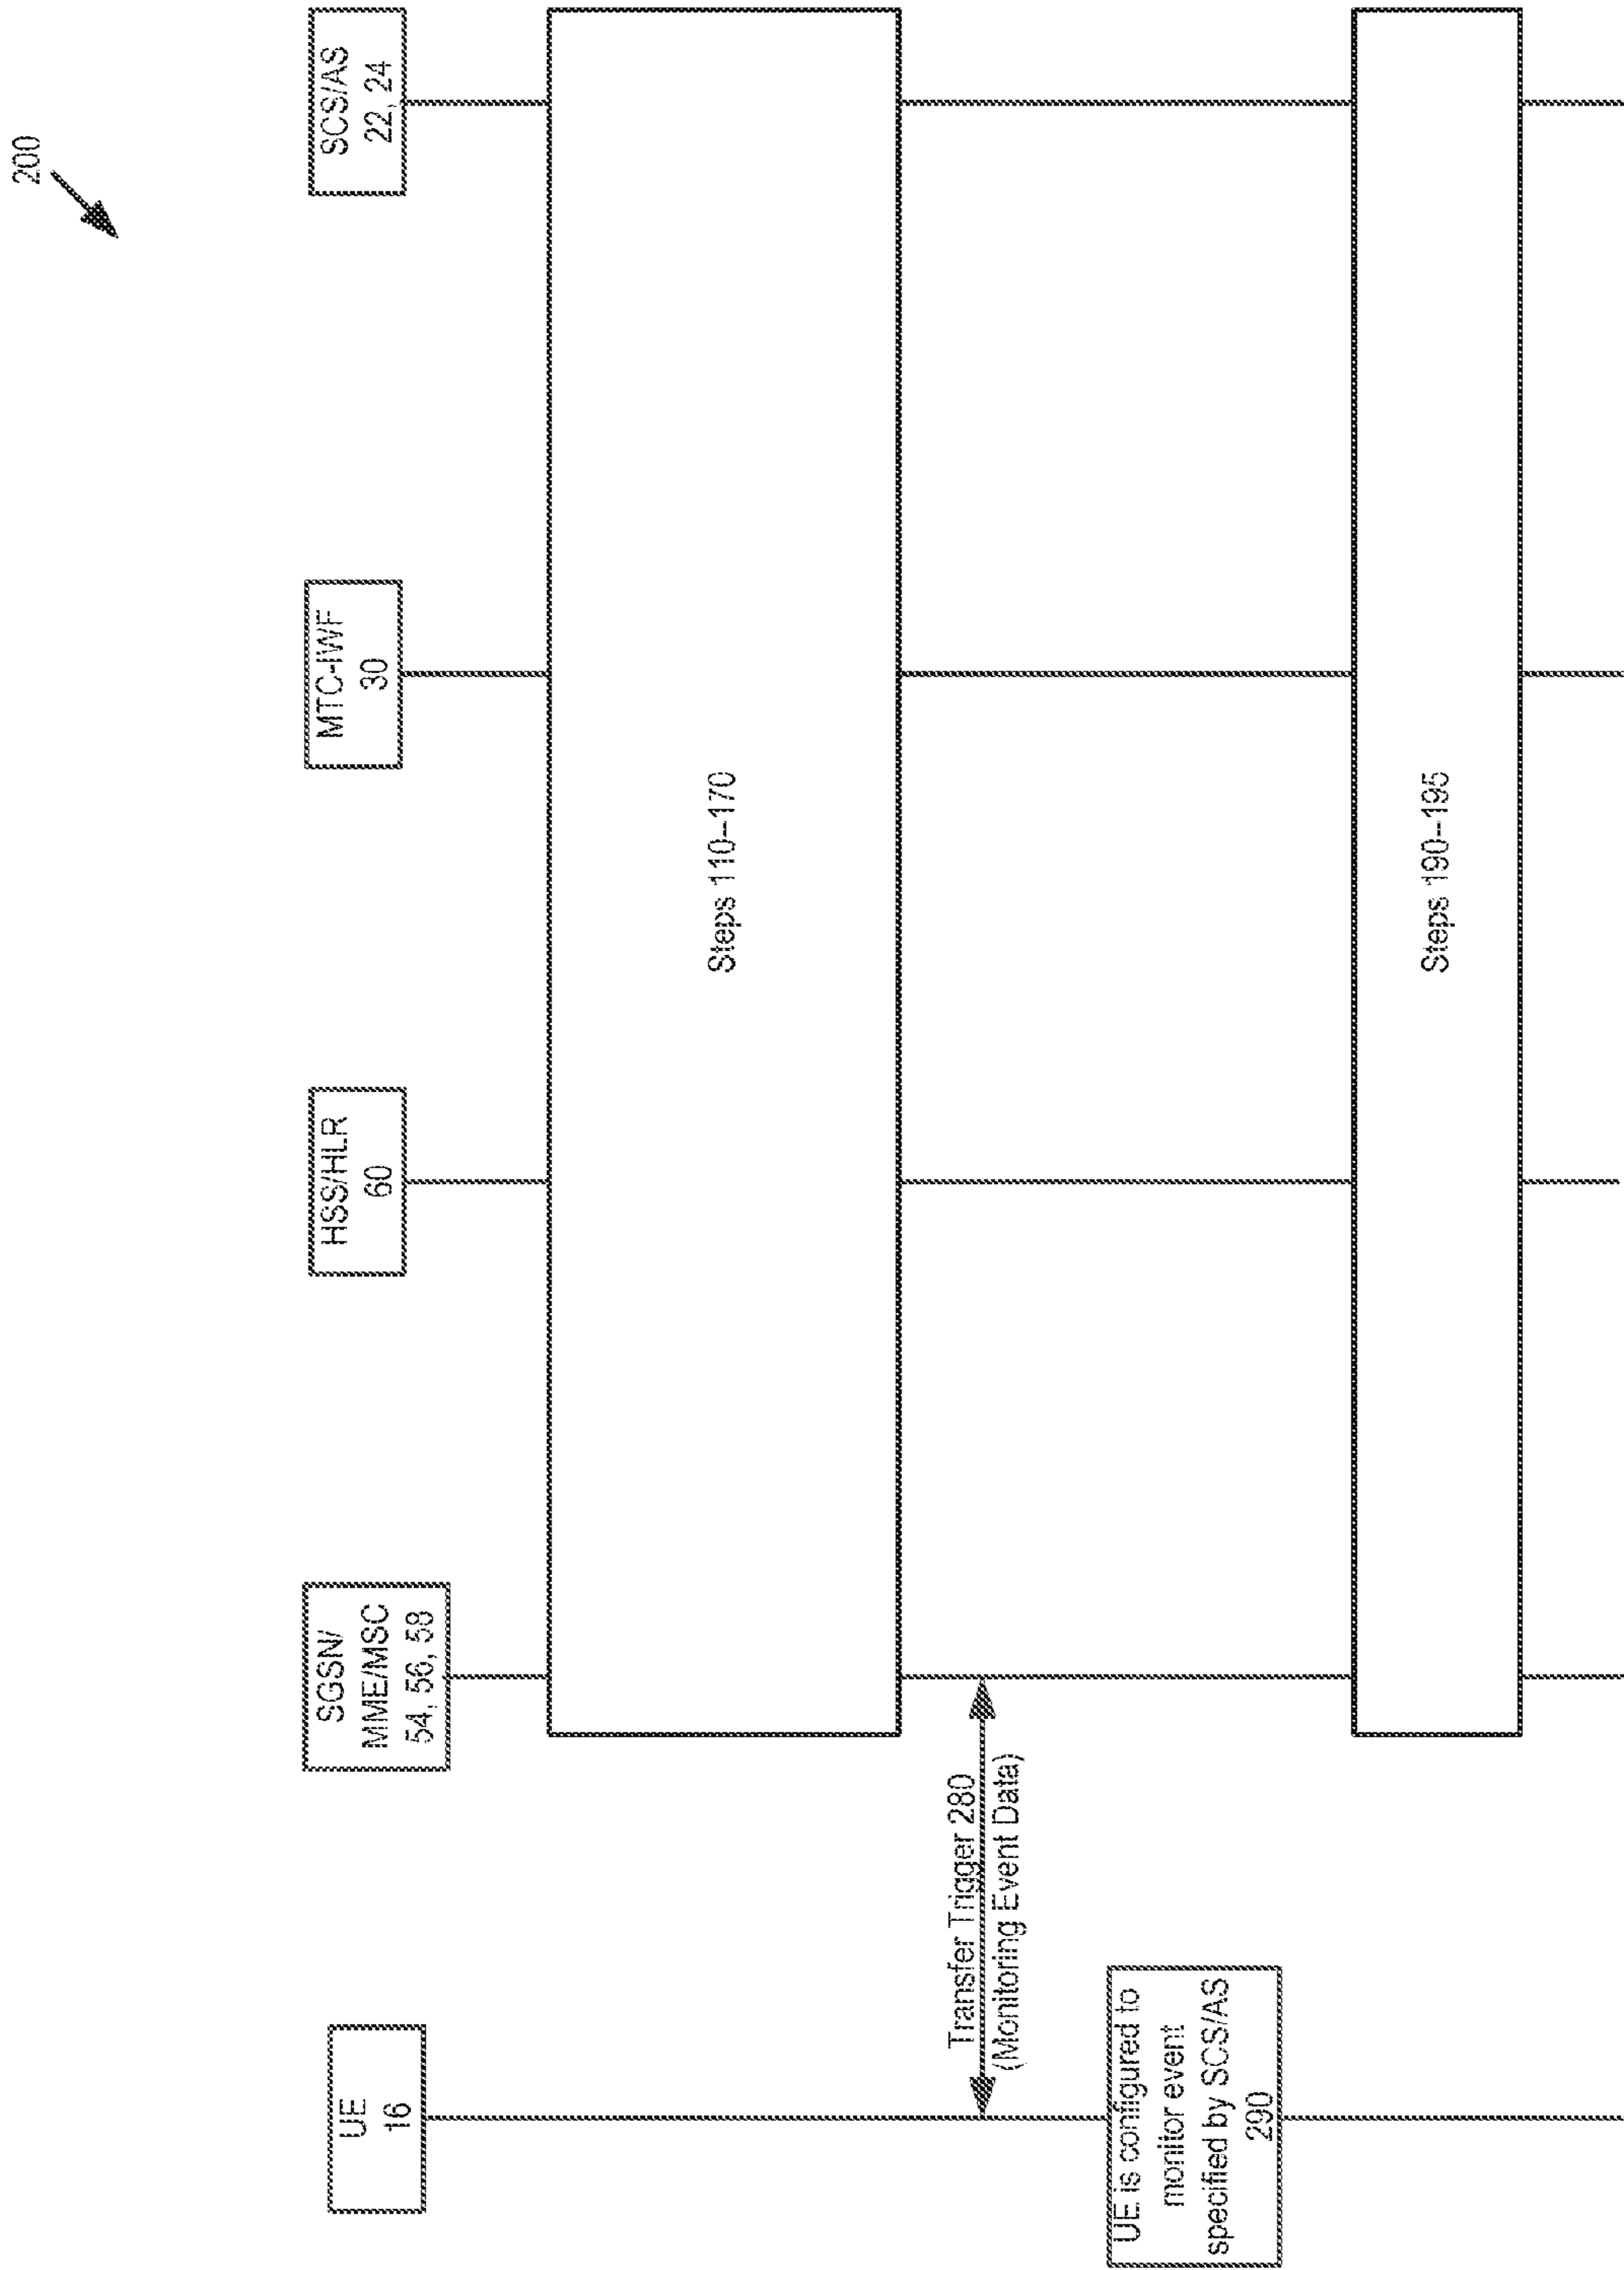 200
UE
16
SGSN/
MME/MSC
54, 56, 58
HSS/HLR
60
MTC-IWF
30
SCS/AS
22, 24
Steps 110–170
Transfer Trigger 280
(Monitoring Event Data)
UE is configured to
monitor event
specified by SCS/AS
290
Steps 190–195